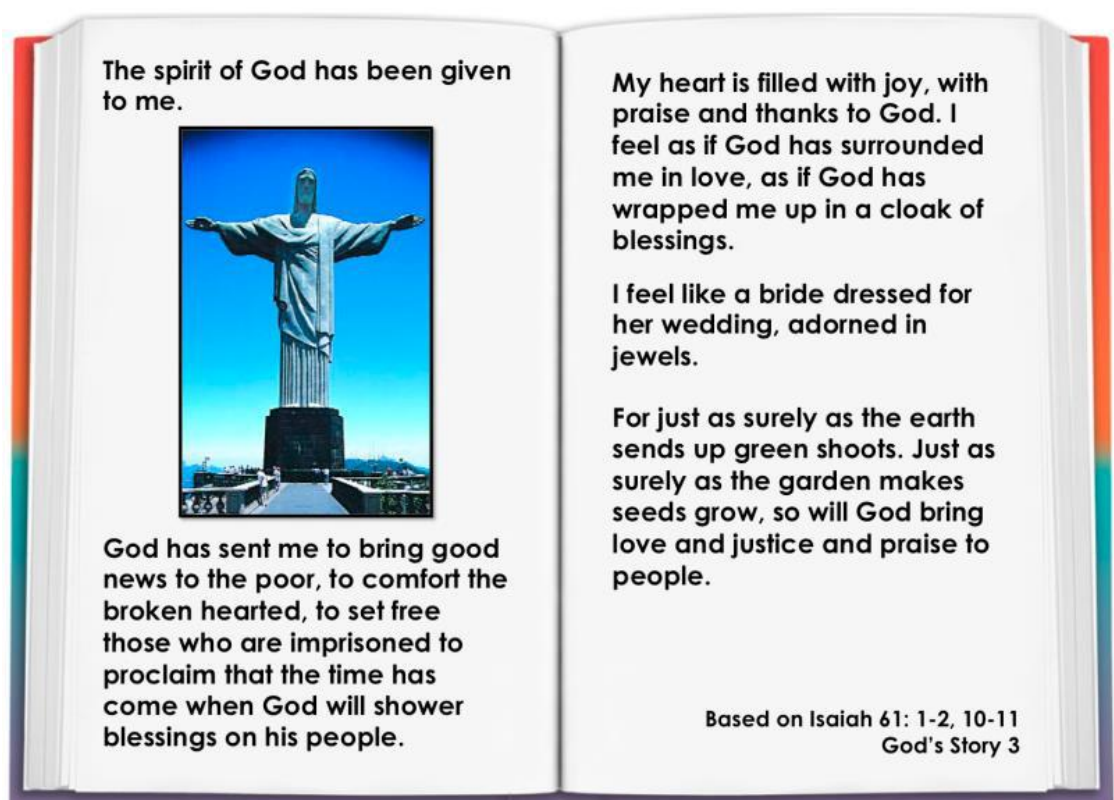 The spirit of God has been given
to me.
God has sent me to bring good
news to the poor, to comfort the
broken hearted, to set free
those who are imprisoned to
proclaim that the time has
come when God will shower
blessings on his people.
My heart is filled with joy, with
praise and thanks to God. I
feel as if God has surrounded
me in love, as if God has
wrapped me up in a cloak of
blessings.
I feel like a bride dressed for
her wedding, adorned in
jewels.
For just as surely as the earth
sends up green shoots. Just as
surely as the garden makes
seeds grow, so will God bring
love and justice and praise to
people.
Based on Isaiah 61: 1-2, 10-11
God's Story 3